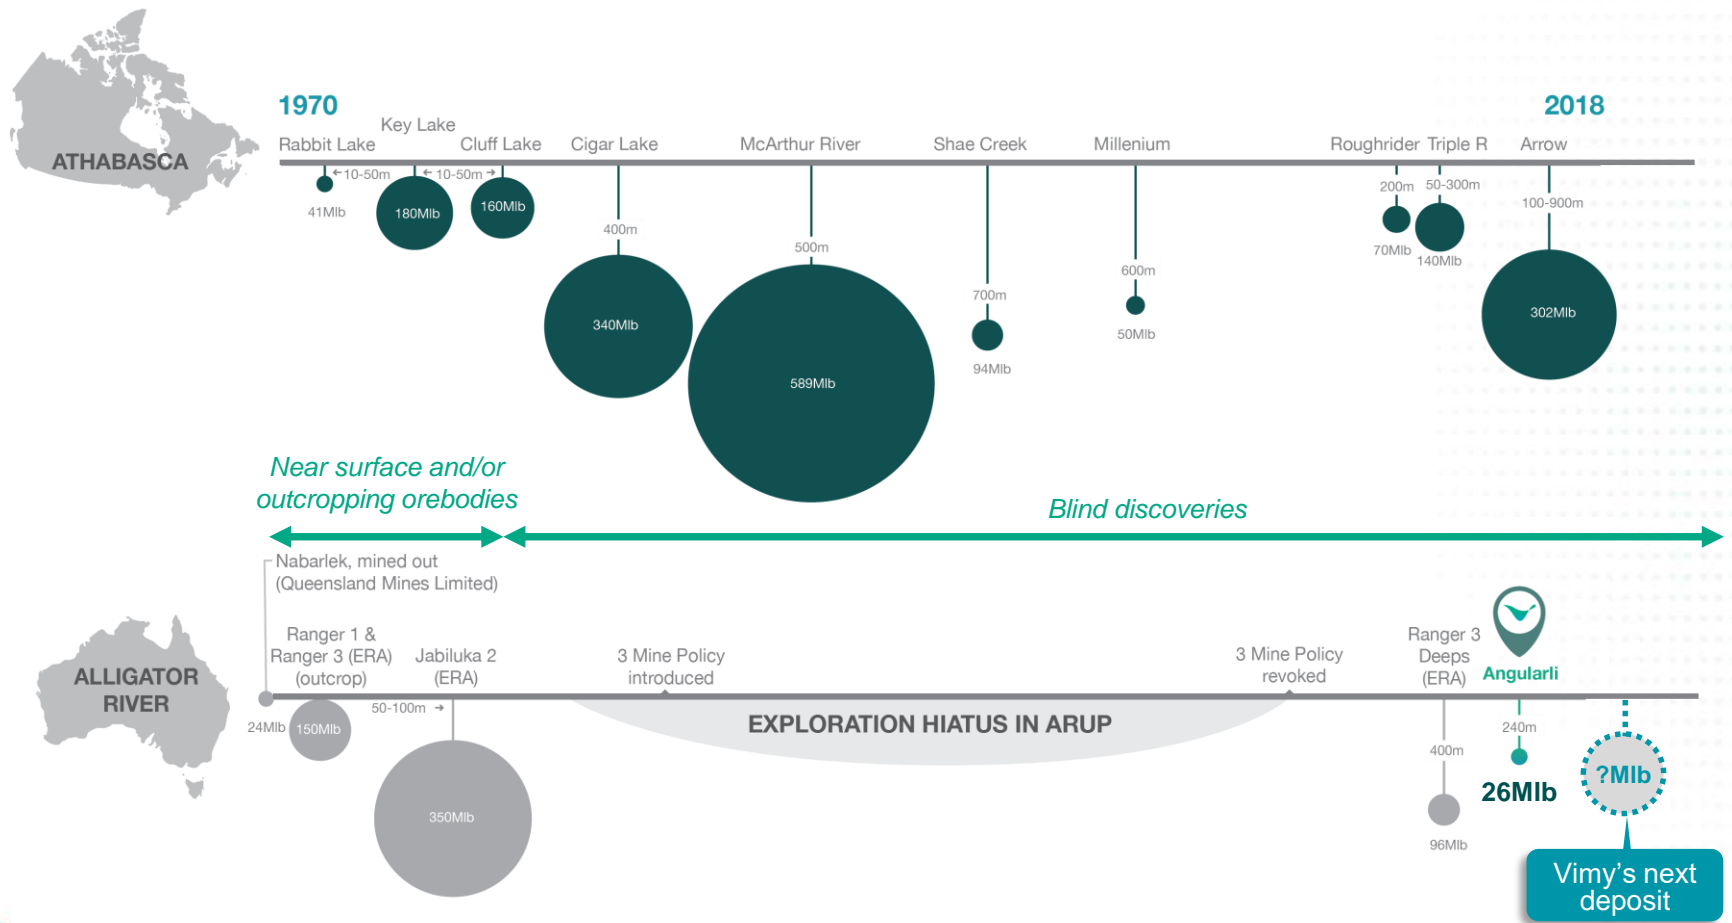 1970
2018
Rabbit Lake
Key Lake
Cluff Lake
Cigar Lake
McArthur River
Shae Creek
Millenium
Roughrider
Triple R
Arrow
ATHABASCA
←10-50m
←10-50m→
200m
50-300m
100-900m
41Mlb
180Mlb
160Mlb
400m
500m
600m
700m
70Mlb
140Mlb
340Mlb
589Mlb
94Mlb
50Mlb
302Mlb
Near surface and/or
outcropping orebodies
Blind discoveries
Nabarlek, mined out
(Queensland Mines Limited)
ALLIGATOR
RIVER
Ranger 1 &
Ranger 3 (ERA)
(outcrop)
Jabiluka 2
(ERA)
3 Mine Policy
introduced
3 Mine Policy
revoked
Ranger 3
Deeps
(ERA)
Angularli
24Mlb
150Mlb
50-100m →
350Mlb
EXPLORATION HIATUS IN ARUP
400m
96Mlb
240m
26Mlb
?Mlb
Vimy's next
deposit